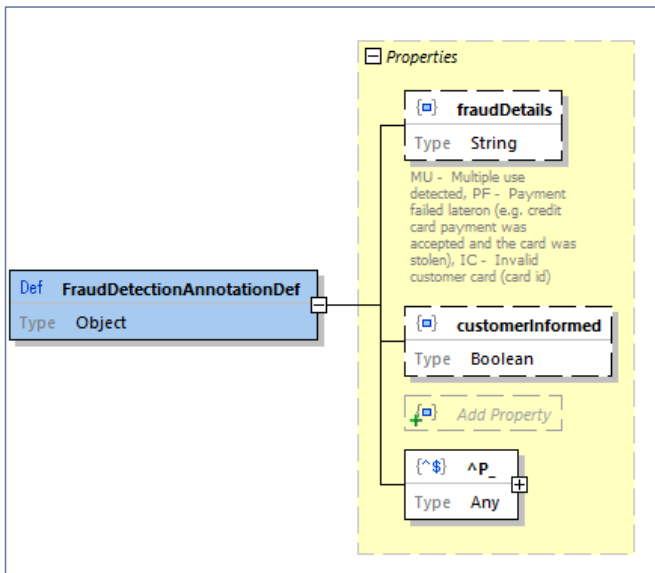 Properties
fraudDetails
Type String
MU - Multiple use
detected, PF - Payment
failed lateron (e.g. credit
card payment was
accepted and the card was
stolen), IC - Invalid
customer card (card id)
Def FraudDetectionAnnotationDef
Type Object
customerInformed
Type Boolean
Add Property
{^$} ^P_
Type Any